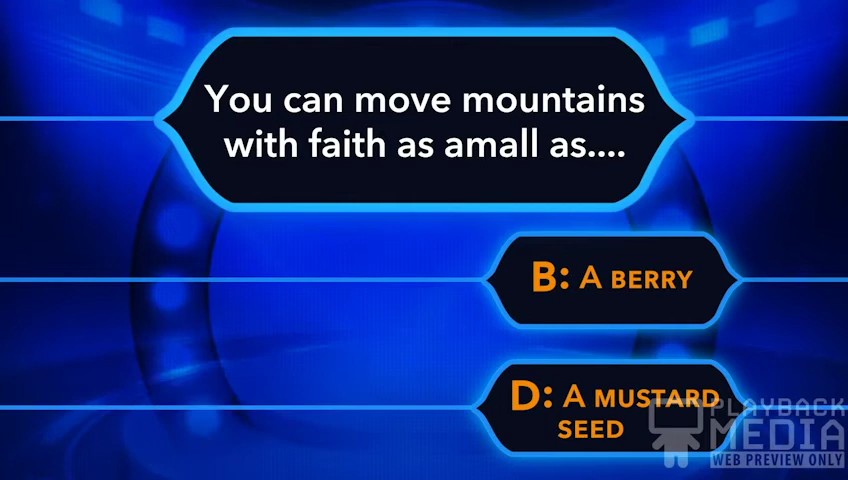 You can move mountains
with faith as amall as....
B: A BERRY
D: A MUSTARD
SEED
PLAYBACK
MEDIA
WEB PREVIEW ONLY